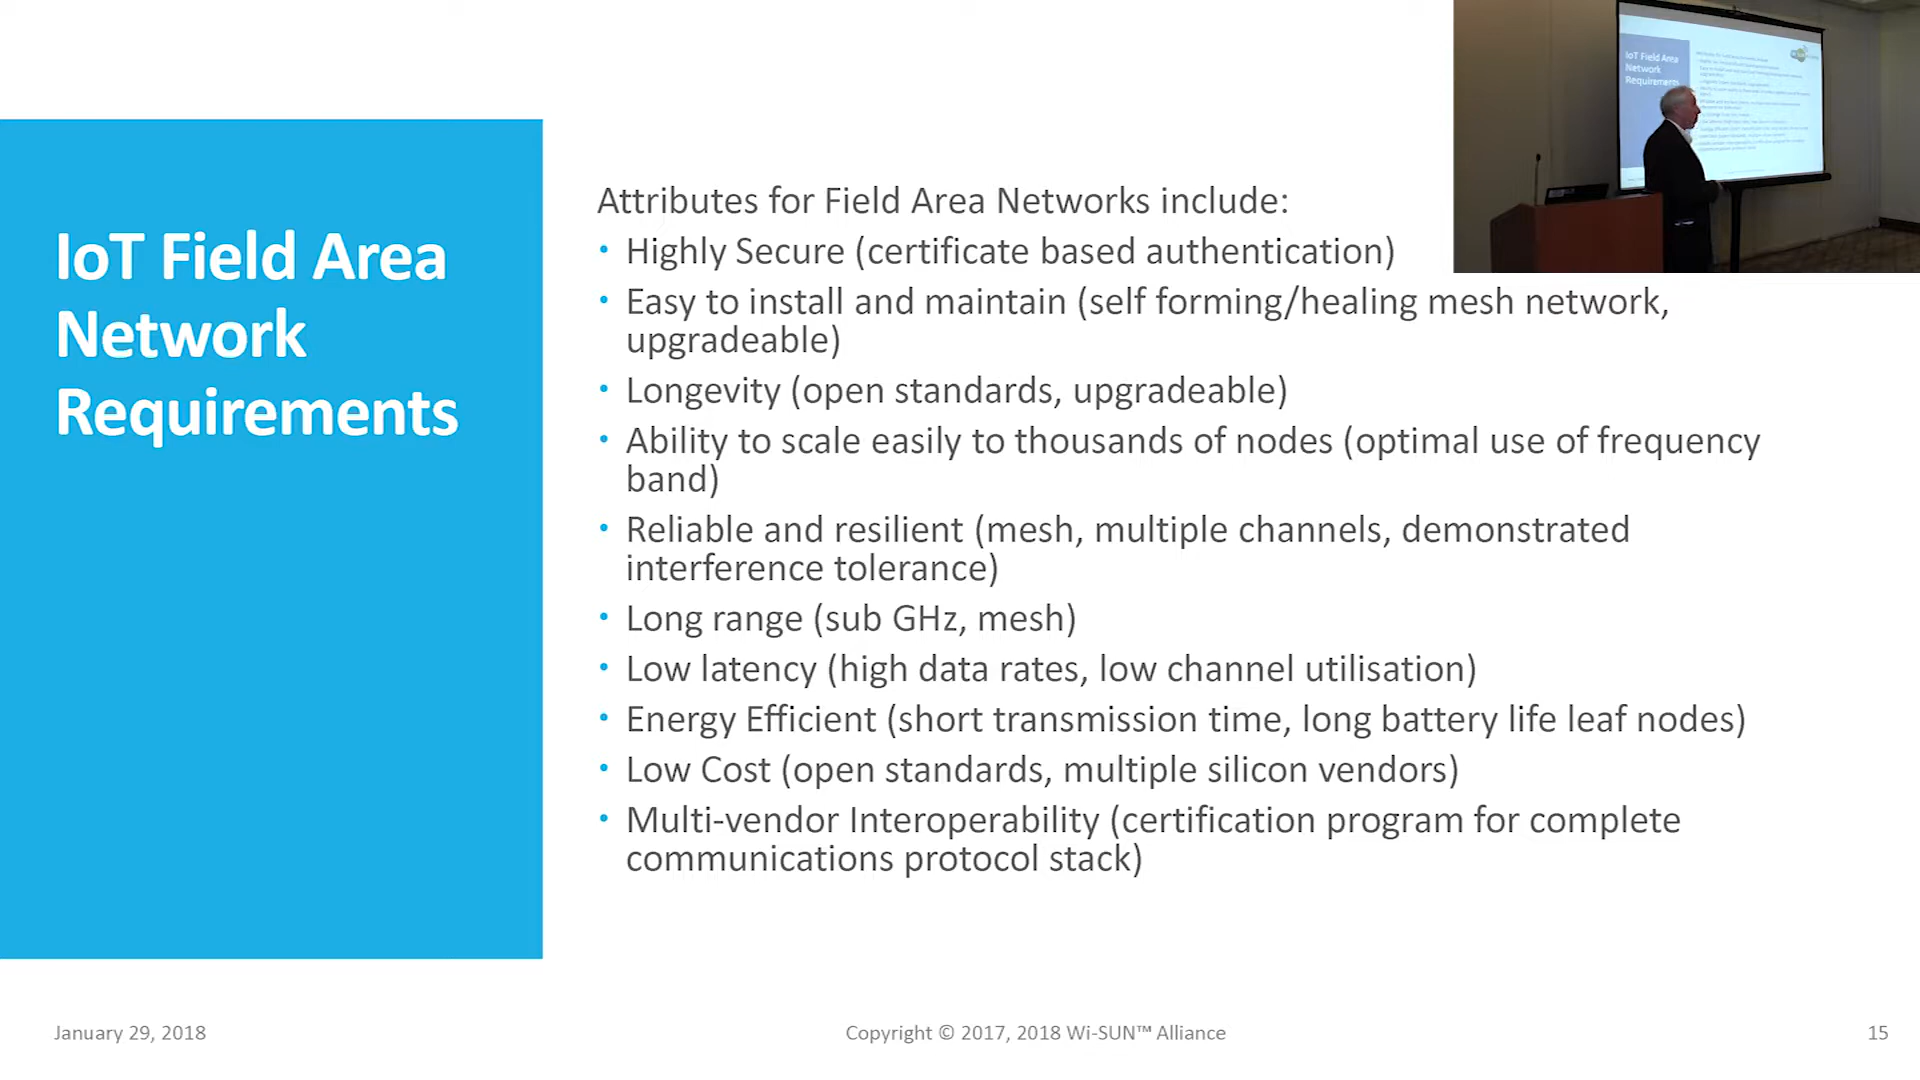 IoT Field Area
Network
Requirements
Attributes for Field Area Networks include:
• Highly Secure (certificate based authentication)
• Easy to install and maintain (self forming/healing mesh network,
upgradeable)
• Longevity (open standards, upgradeable)
• Ability to scale easily to thousands of nodes (optimal use of frequency
band)
• Reliable and resilient (mesh, multiple channels, demonstrated
interference tolerance)
• Long range (sub GHz, mesh)
• Low latency (high data rates, low channel utilisation)
• Energy Efficient (short transmission time, long battery life leaf nodes)
• Low Cost (open standards, multiple silicon vendors)
• Multi-vendor Interoperability (certification program for complete
communications protocol stack)
January 29, 2018
Copyright © 2017, 2018 Wi-SUN™ Alliance
15
IoT Field Area
Network
Requirements